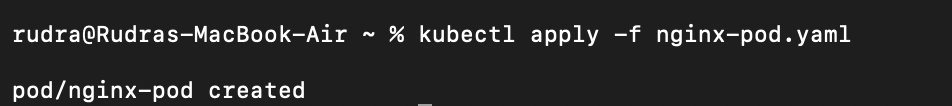 rudra@Rudras-MacBook-Air ~ % kubectl apply -f nginx-pod.yaml
pod/nginx-pod created